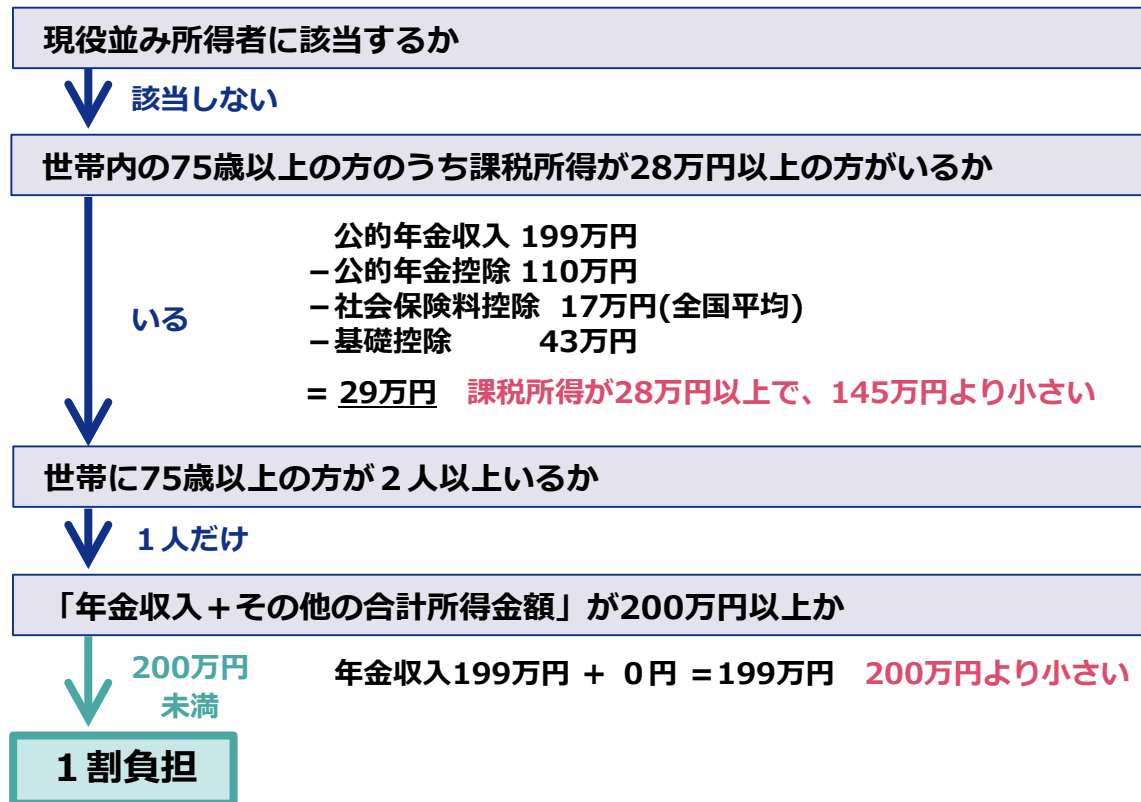 現役並み所得者に該当するか
該当しない
世帯内の75歳以上の方のうち課税所得が28万円以上の方がいるか
公的年金収入 199万円
－公的年金控除 110万円
－社会保険料控除 17万円(全国平均)
－基礎控除 43万円
いる
= 29万円 課税所得が28万円以上で、145万円より小さい
世帯に75歳以上の方が２人以上いるか
１人だけ
「年金収入＋その他の合計所得金額」が200万円以上か
200万円
未満
年金収入199万円 + ０円 =199万円 200万円より小さい
１割負担